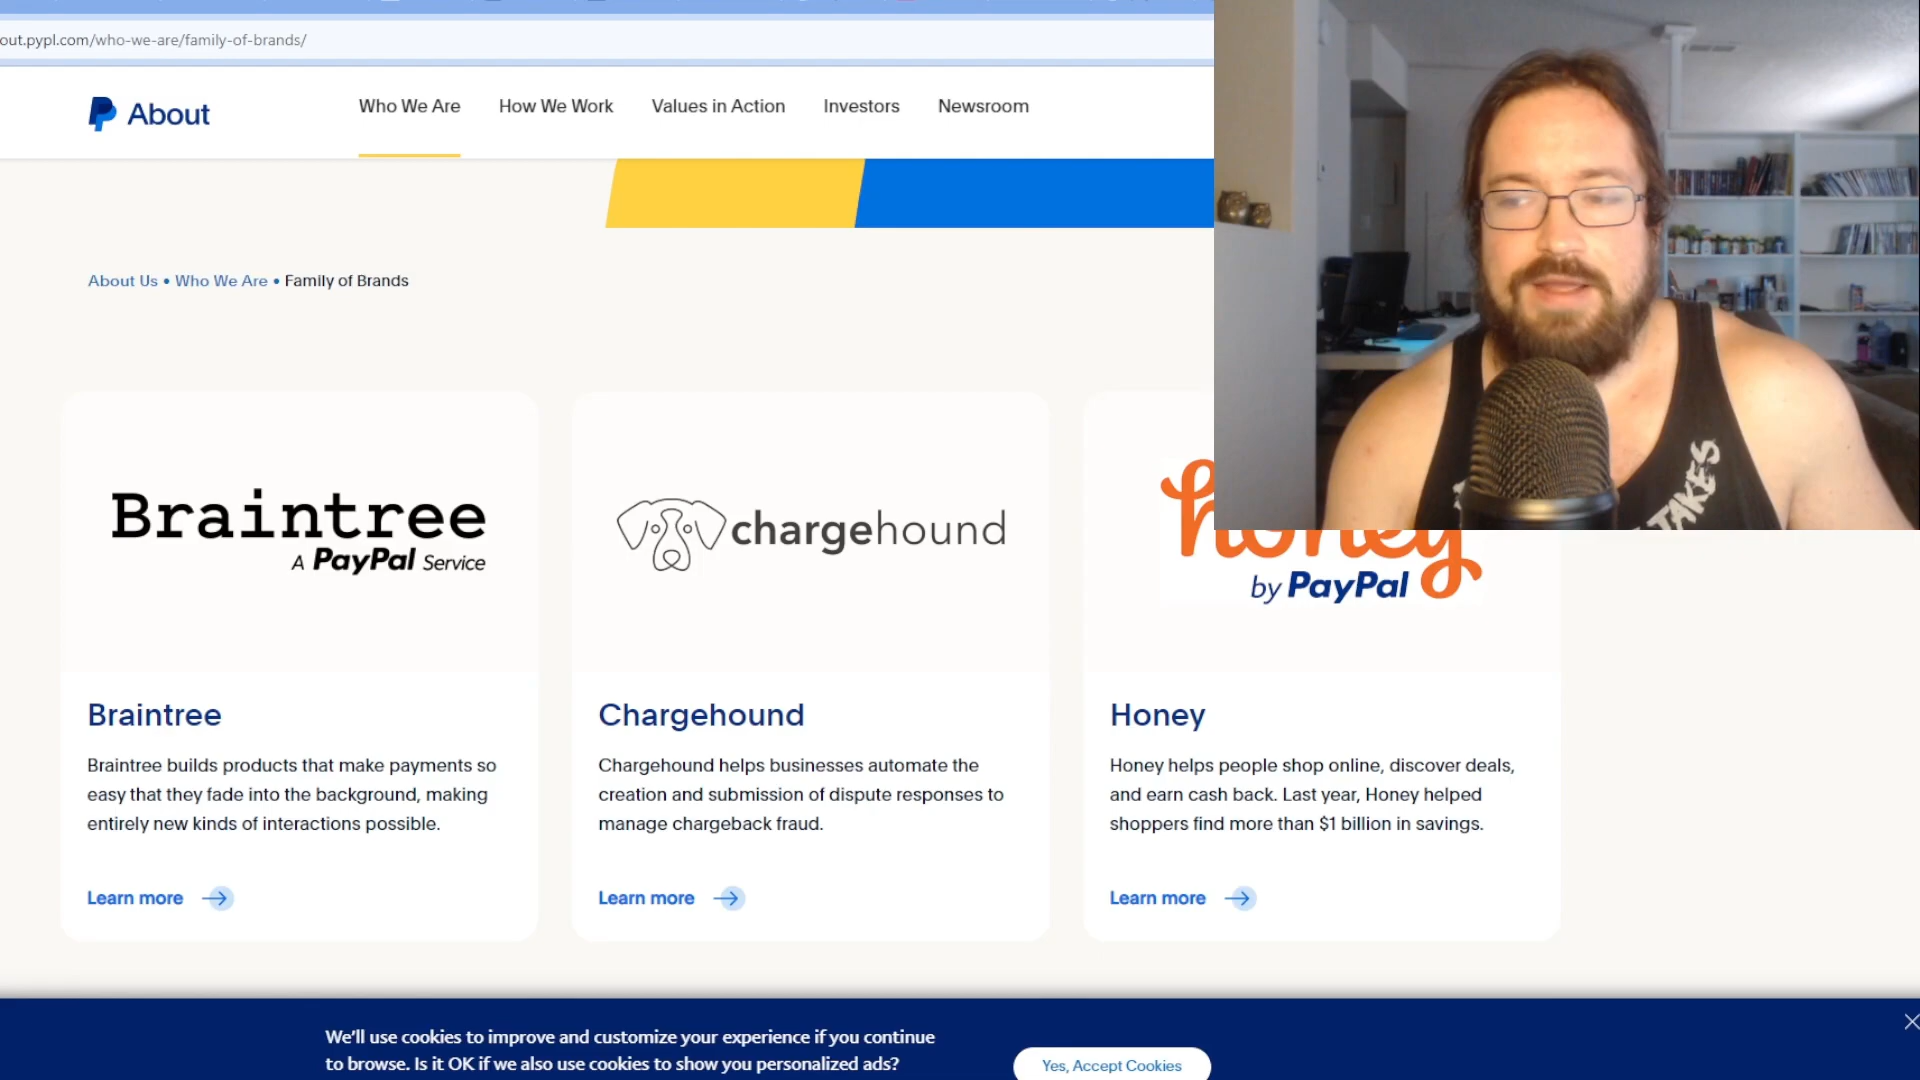 out.pypl.com/who-we-are/family-of-brands/
About
Who We Are
How We Work
Values in Action
Investors
Newsroom
About Us • Who We Are • Family of Brands
Braintree
A PayPal Service
chargehound
honey
by PayPal
TAKES
Braintree
Braintree builds products that make payments so
easy that they fade into the background, making
entirely new kinds of interactions possible.
Learn more
Chargehound
Chargehound helps businesses automate the
creation and submission of dispute responses to
manage chargeback fraud.
Learn more
Honey
Honey helps people shop online, discover deals,
and earn cash back. Last year, Honey helped
shoppers find more than $1 billion in savings.
Learn more
We'll use cookies to improve and customize your experience if you continue
to browse. Is it OK if we also use cookies to show you personalized ads?
Yes, Accept Cookies